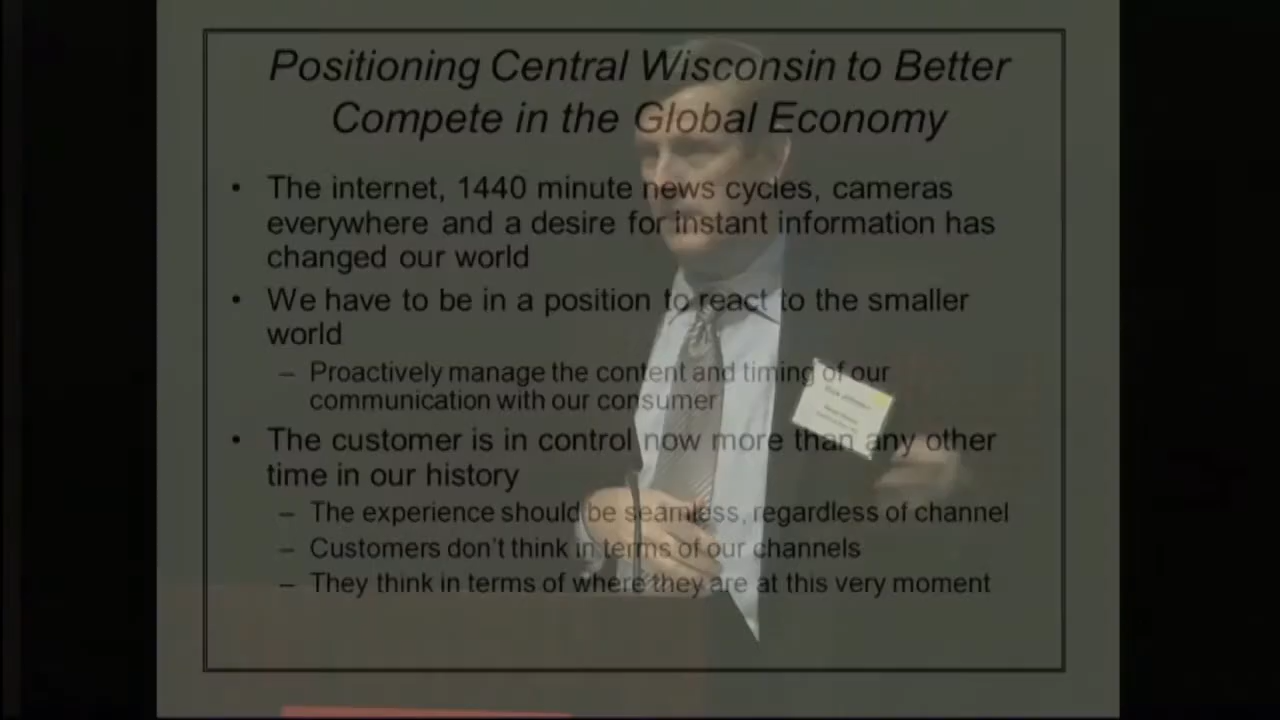 Positioning Central Wisconsin to Better
Compete in the Global Economy
• The internet, 1440 minute news cycles, cameras
everywhere and a desire for instant information has
changed our world
• We have to be in a position to react to the smaller
world
– Proactively manage the content and timing of our
communication with our consumer
• The customer is in control now more than any other
time in our history
– The experience should be seamless, regardless of channel
– Customers don't think in terms of our channels
– They think in terms of where they are at this very moment